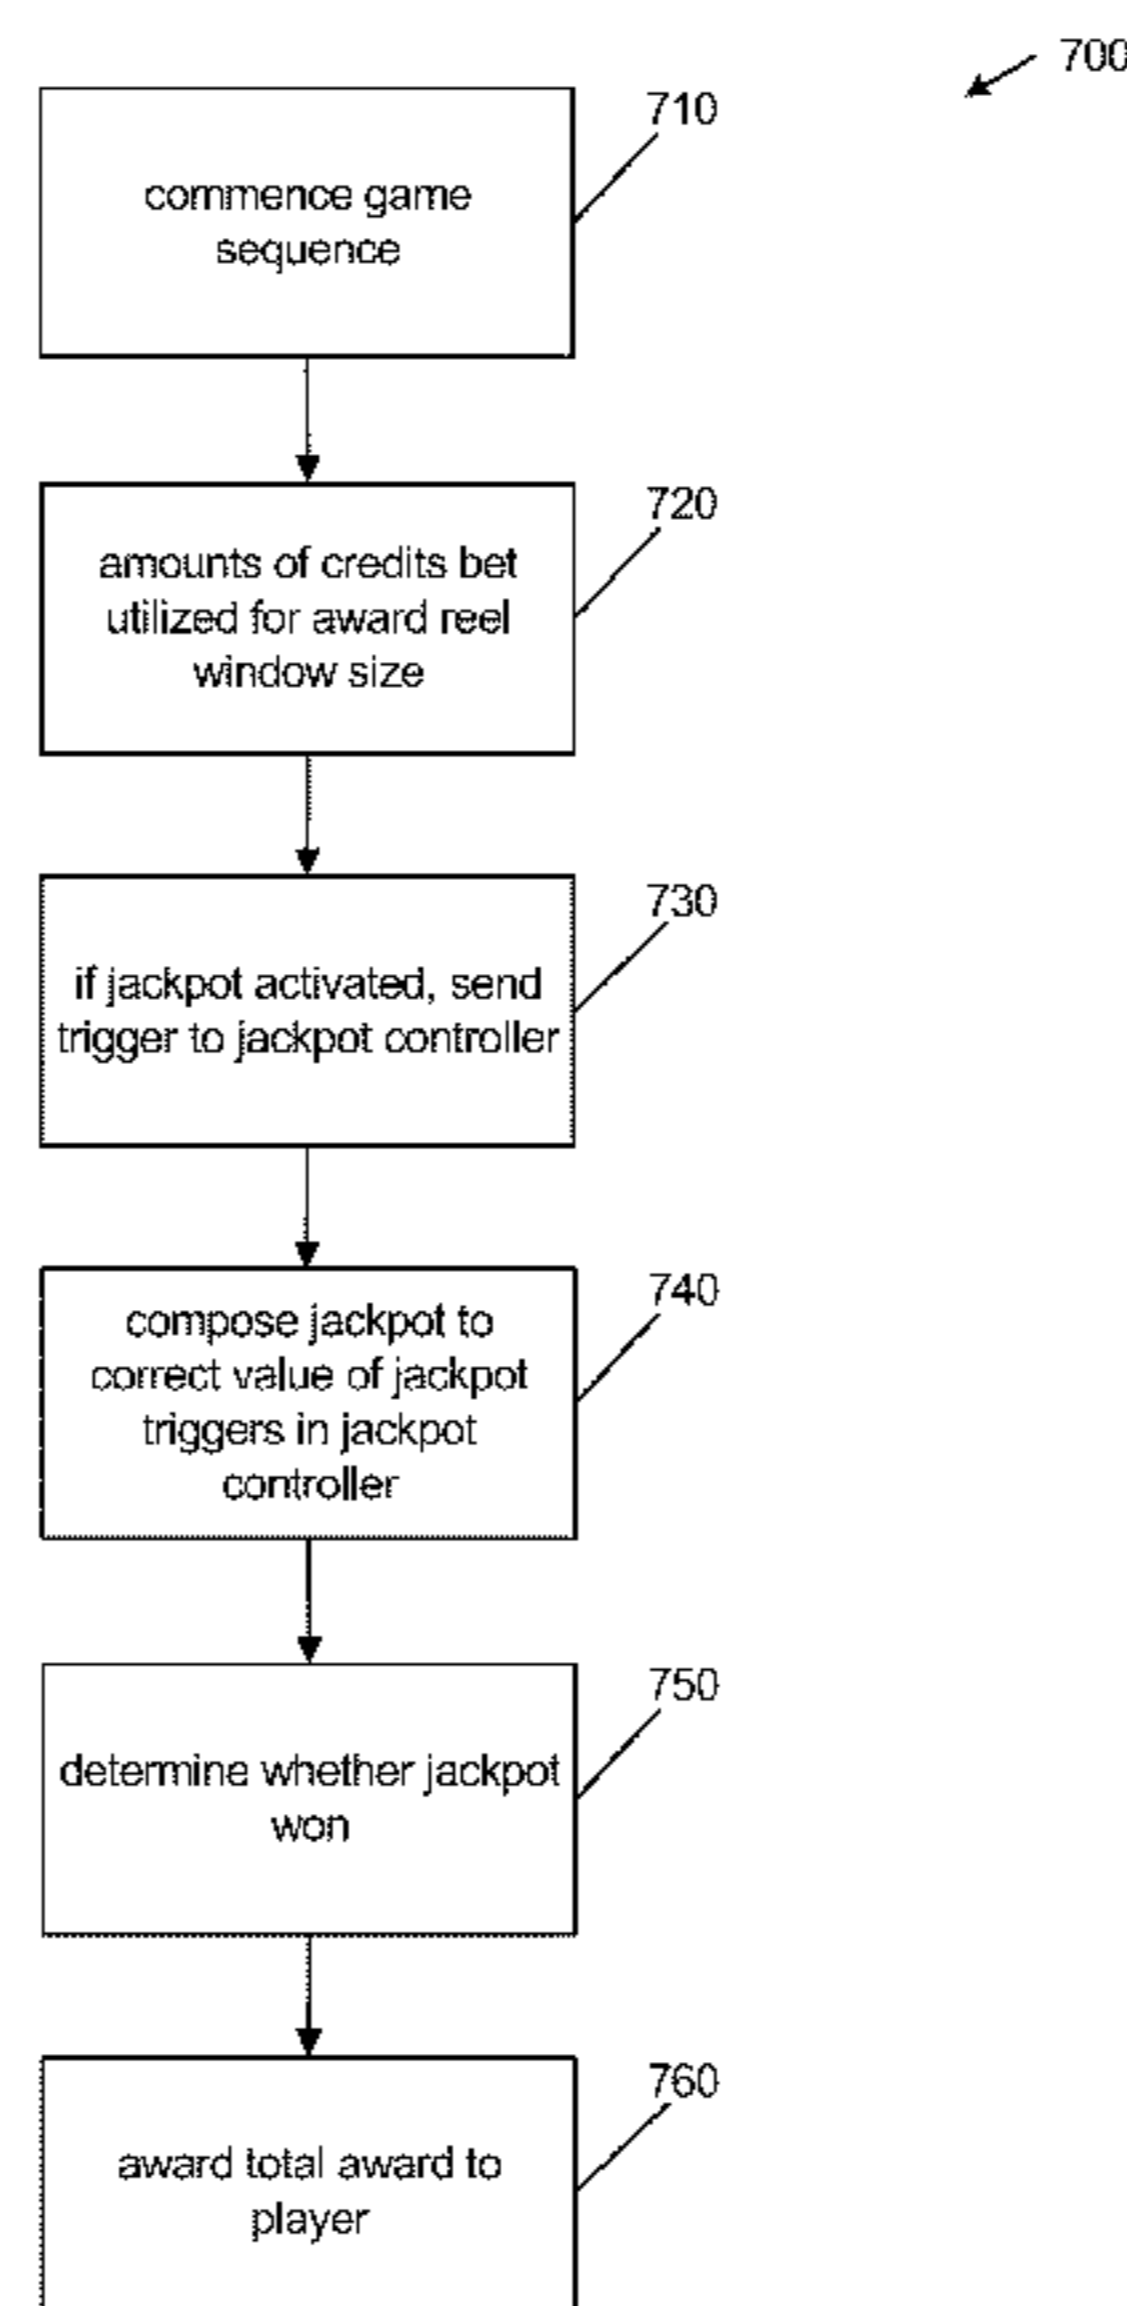 700
710
commence game
sequence
720
amounts of credits bet
utilized for award reel
window size
730
if jackpot activated, send
trigger to jackpot controller
740
compose jackpot to
correct value of jackpot
triggers in jackpot
controller
750
determine whether jackpot
won
760
award total award to
player